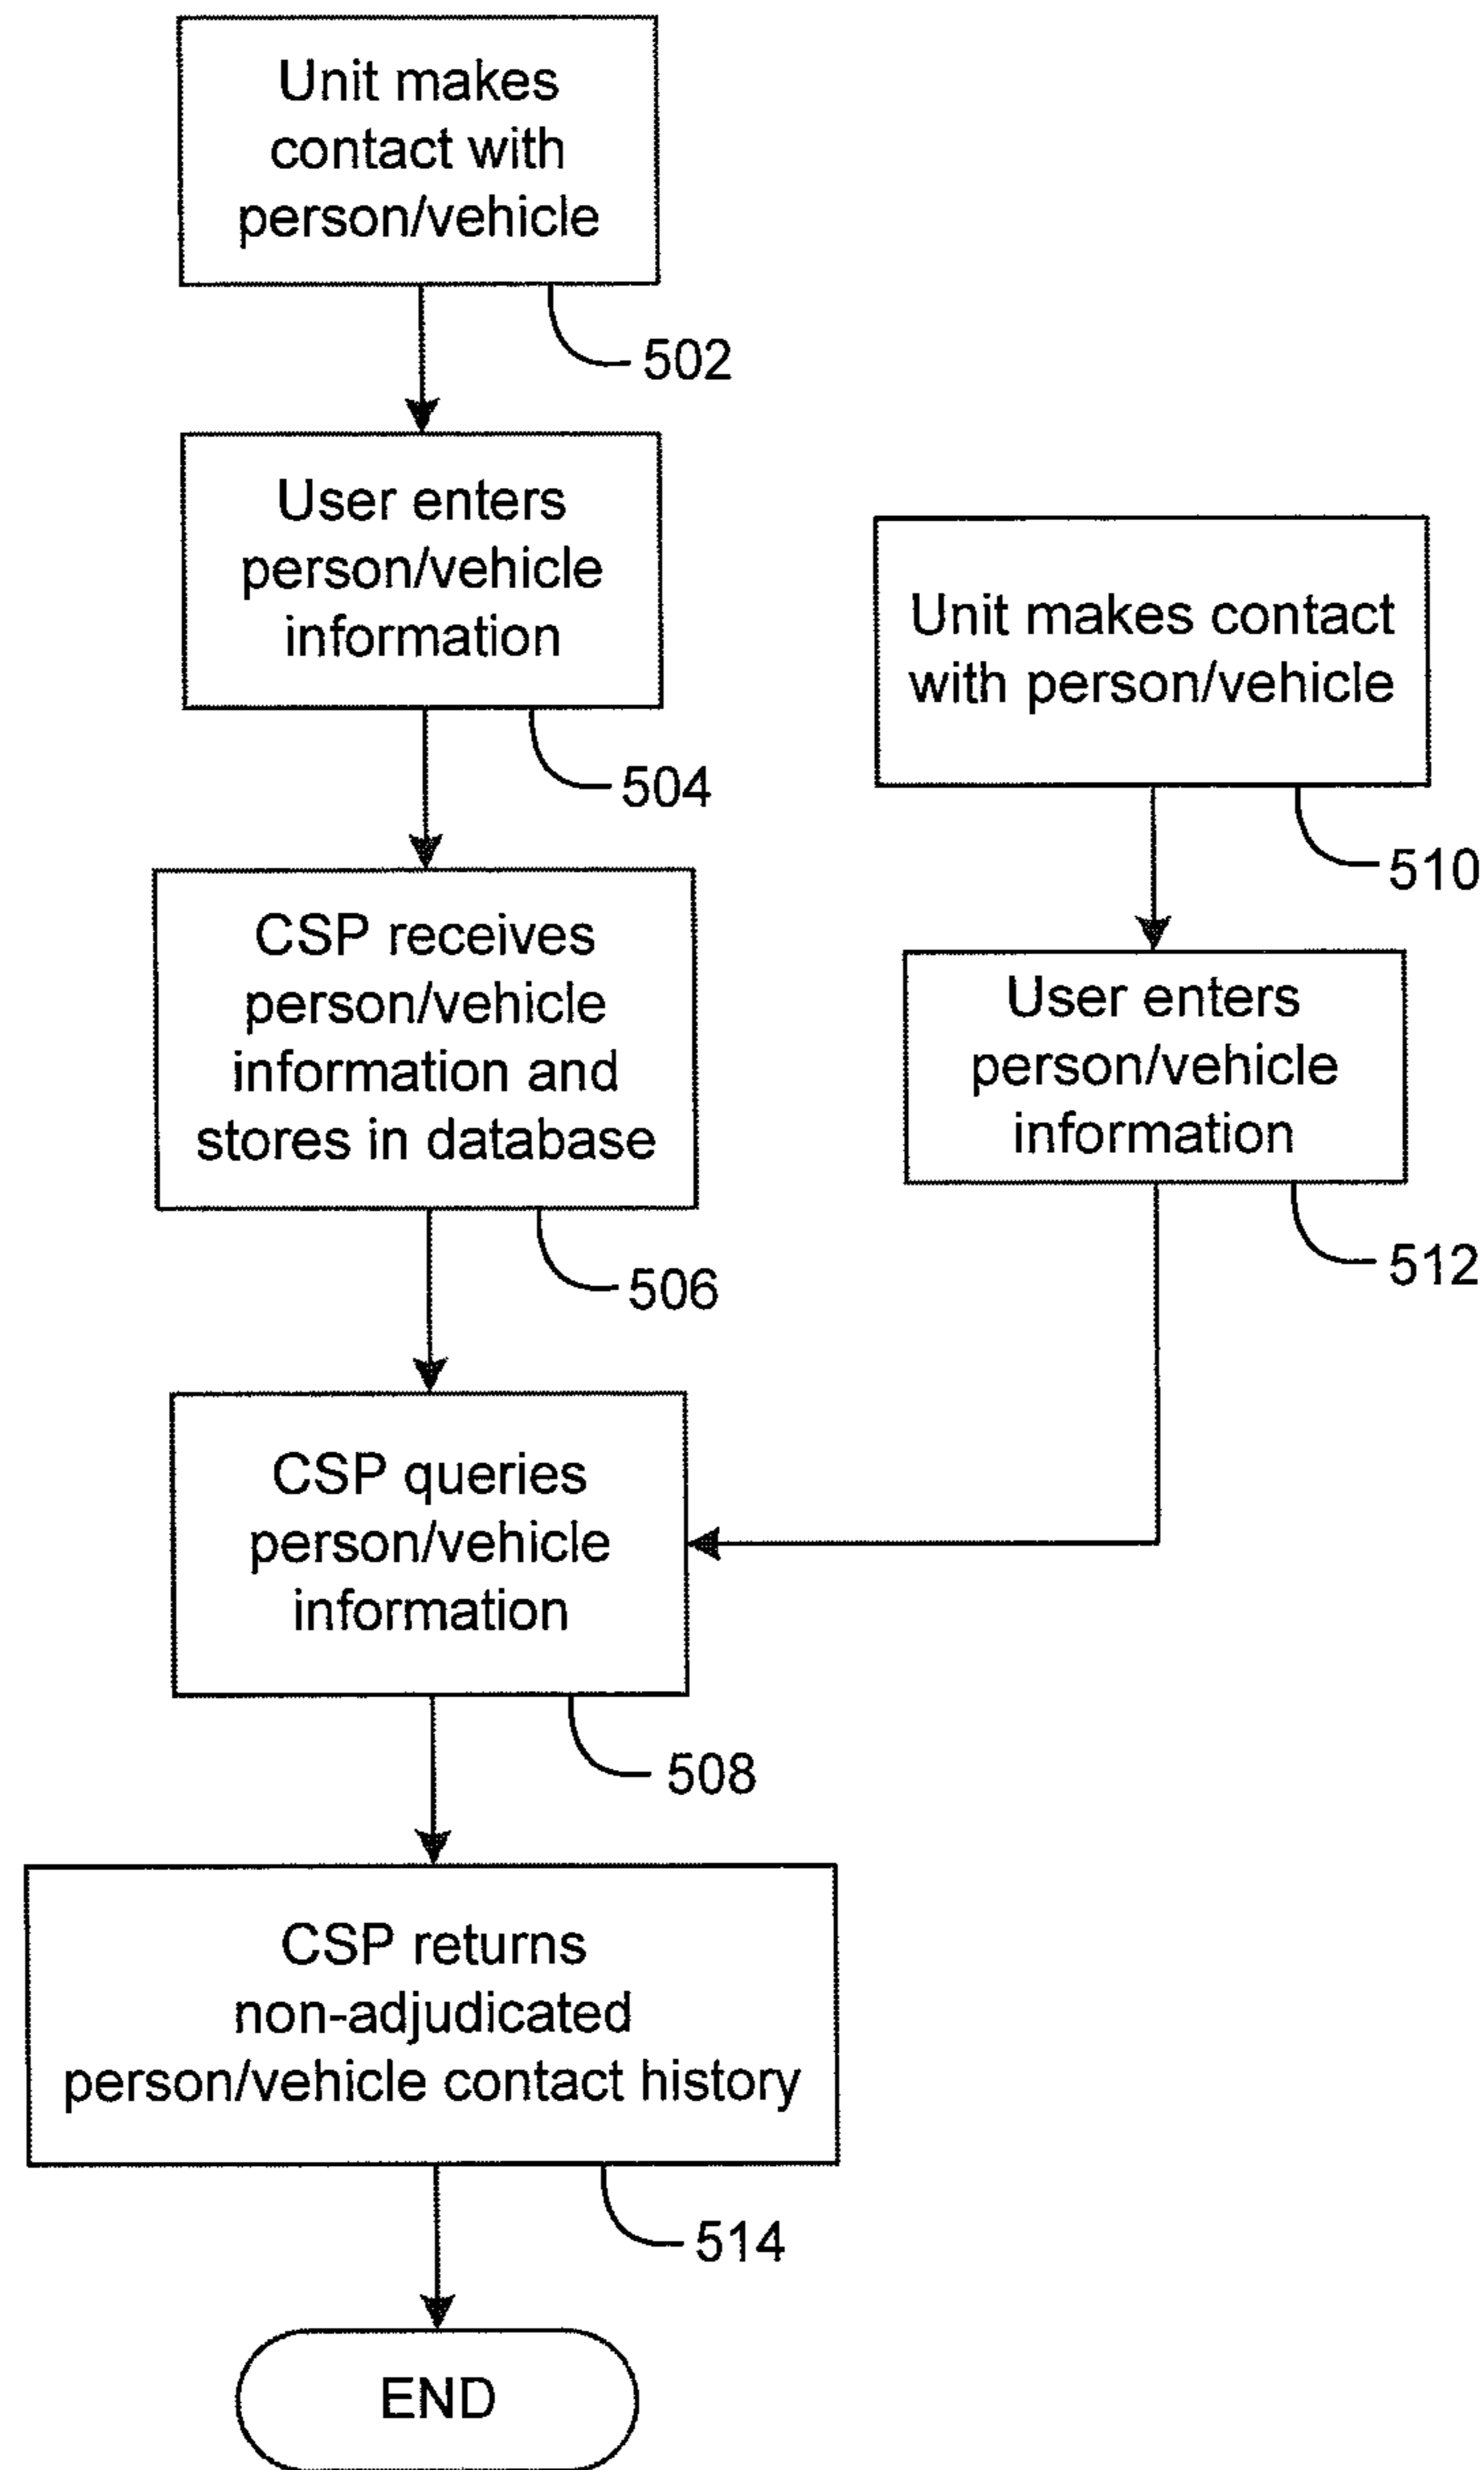 Unit makes
contact with
person/vehicle
502
User enters
person/vehicle
information
504
CSP receives
person/vehicle
information and
stores in database
506
CSP queries
person/vehicle
information
508
Unit makes contact
with person/vehicle
510
User enters
person/vehicle
information
512
CSP returns
non-adjudicated
person/vehicle contact history
514
END